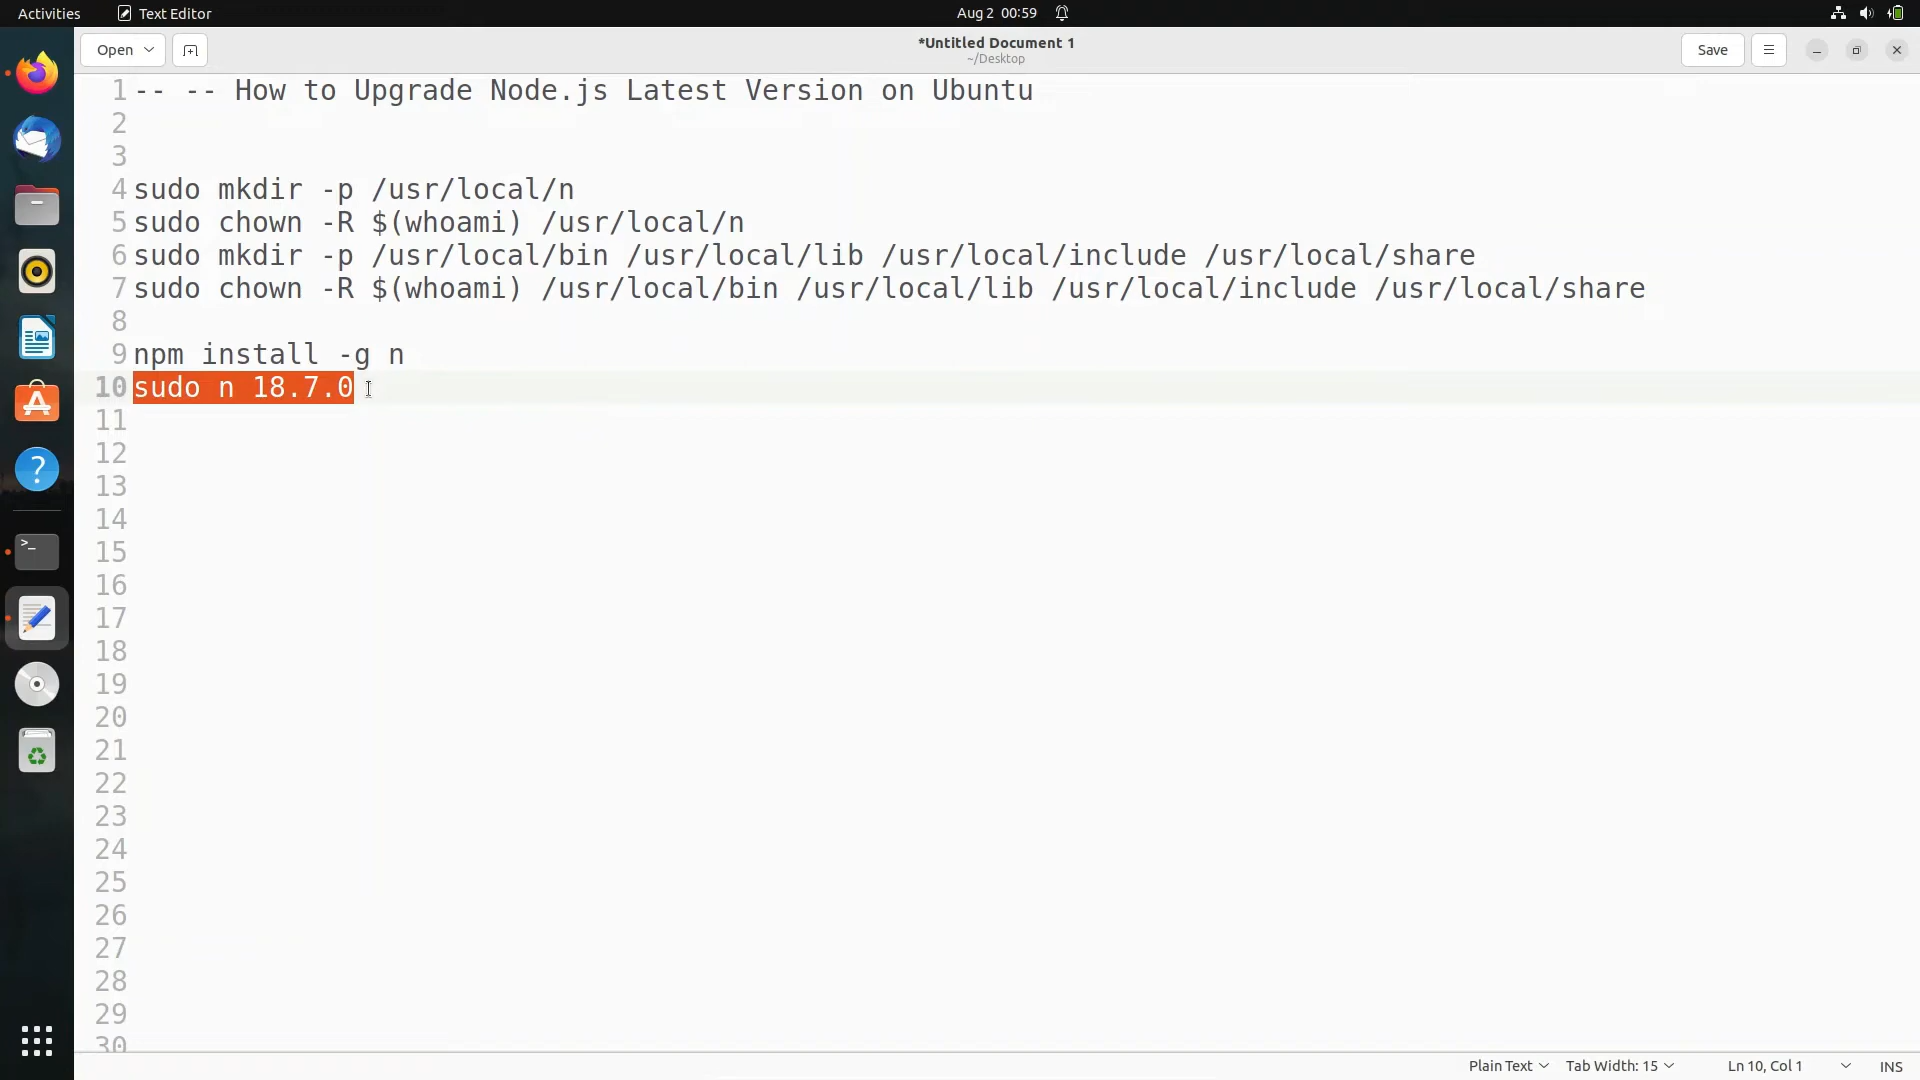 Activities Text Editor Aug 2 00:59
Open *Untitled Document 1 Save
~/Desktop
1 -- -- How to Upgrade Node.js Latest Version on Ubuntu
2
3
4 sudo mkdir -p /usr/local/n
5 sudo chown -R $(whoami) /usr/local/n
6 sudo mkdir -p /usr/local/bin /usr/local/lib /usr/local/include /usr/local/share
7 sudo chown -R $(whoami) /usr/local/bin /usr/local/lib /usr/local/include /usr/local/share
8
9 npm install -g n
10 sudo n 18.7.0
11
12
13
14
15
16
17
18
19
20
21
22
23
24
25
26
27
28
29
30
Plain Text Tab Width: 15 Ln 10, Col 1 INS